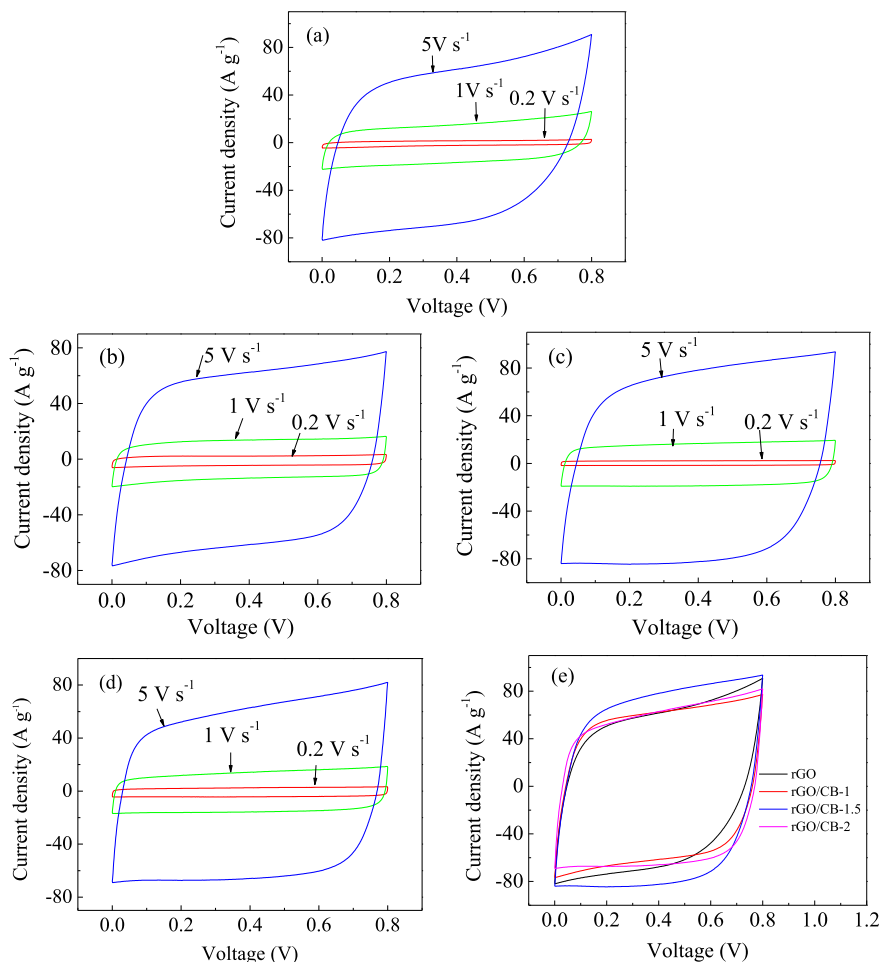 (a)
5V s⁻¹
1V s⁻¹
0.2 V s⁻¹
80
40
0
-40
-80
Current density (A g⁻¹)
0.0 0.2 0.4 0.6 0.8
Voltage (V)
(b)
5 V s⁻¹
1 V s⁻¹
0.2 V s⁻¹
80
40
0
-40
-80
Current density (A g⁻¹)
0.0 0.2 0.4 0.6 0.8
Voltage (V)
(c)
5 V s⁻¹
1 V s⁻¹
0.2 V s⁻¹
80
40
0
-40
-80
Current density (A g⁻¹)
0.0 0.2 0.4 0.6 0.8
Voltage (V)
(d)
5 V s⁻¹
1 V s⁻¹
0.2 V s⁻¹
80
40
0
-40
-80
Current density (A g⁻¹)
0.0 0.2 0.4 0.6 0.8
Voltage (V)
(e)
rGO
rGO/CB-1
rGO/CB-1.5
rGO/CB-2
80
40
0
-40
-80
Current density (A g⁻¹)
0.0 0.2 0.4 0.6 0.8 1.0 1.2
Voltage (V)